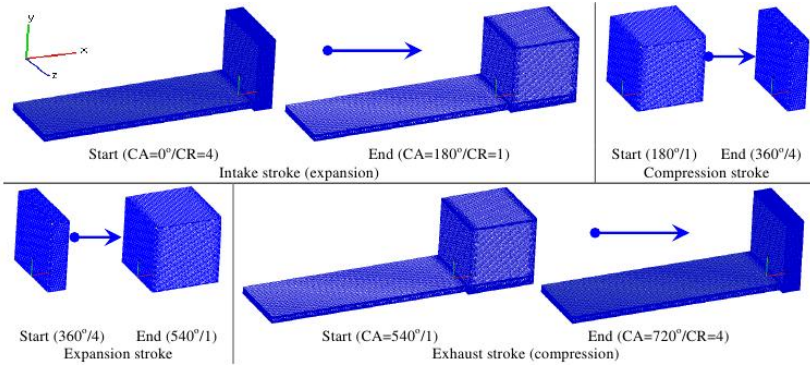 y
x
z
Start (CA=0°/CR=4)
End (CA=180°/CR=1)
Intake stroke (expansion)
Start (180°/1)
End (360°/4)
Compression stroke
Start (360°/4)
End (540°/1)
Expansion stroke
Start (CA=540°/1)
End (CA=720°/CR=4)
Exhaust stroke (compression)